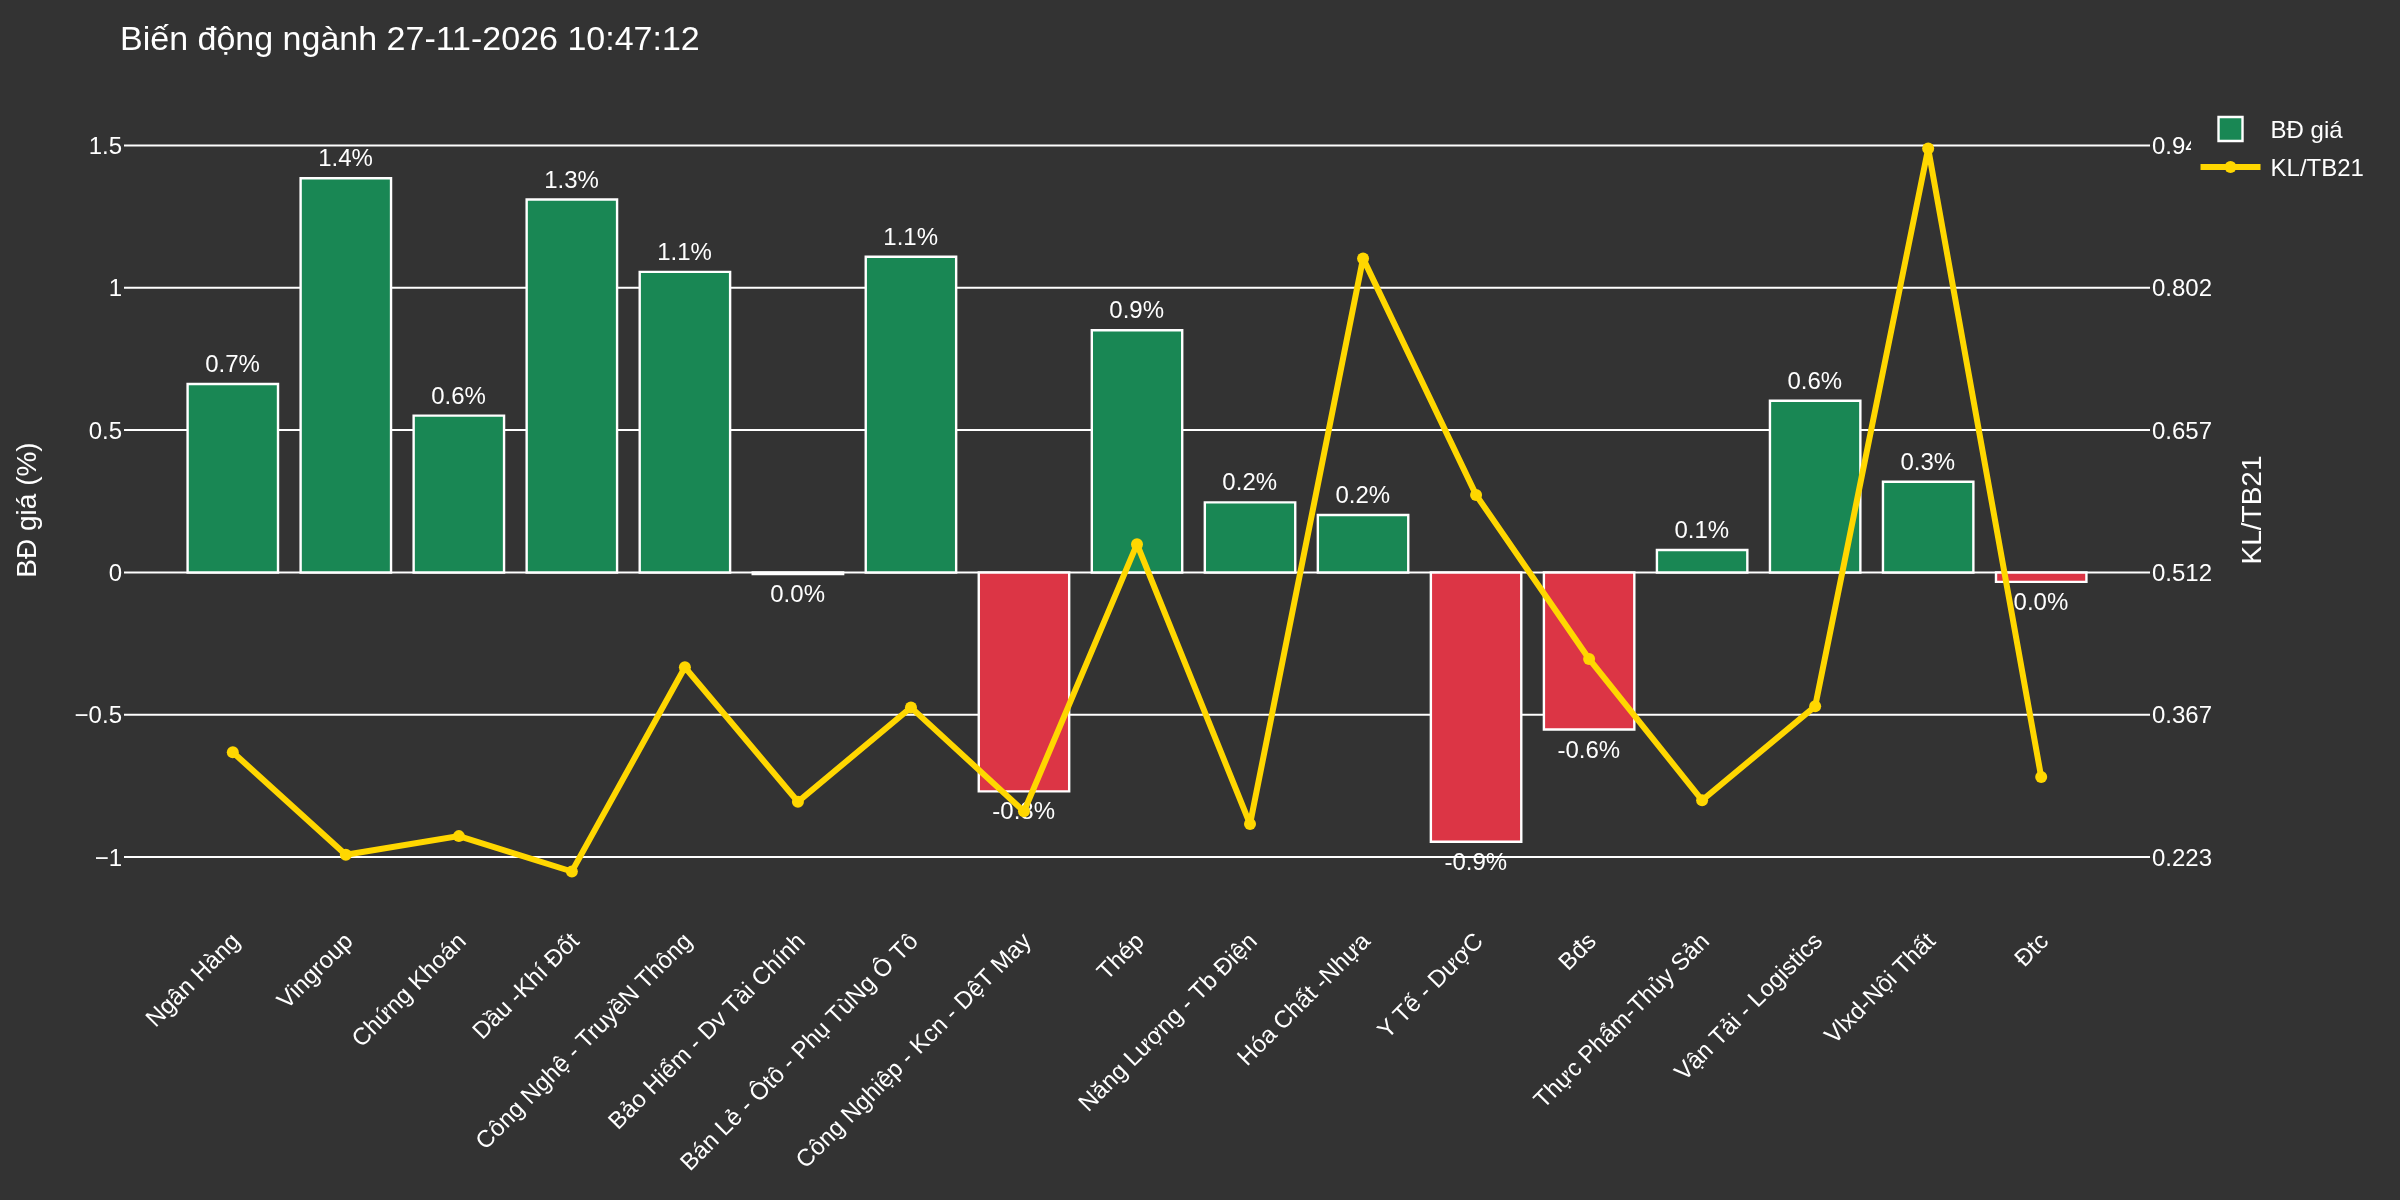 Biến động ngành 27-11-2026 10:47:12
BĐ giá
KL/TB21
1.5
1
0.5
0
−0.5
−1
BĐ giá (%)
0.7%
1.4%
0.6%
1.3%
1.1%
0.0%
1.1%
0.9%
0.2%
0.2%
-0.9%
-0.6%
0.1%
0.6%
0.3%
0.0%
0.802
0.657
0.512
0.367
0.223
KL/TB21
Ngân Hàng
Vingroup
Chứng Khoán
Dầu -Khí Đốt
Công Nghệ - TruyềN Thông
Bảo Hiểm - Dv Tài Chính
Bán Lẻ - Ôtô - Phụ TùNg Ô Tô
Công Nghiệp - Kcn - DệT May
Thép
Năng Lượng - Tb Điện
Hóa Chất -Nhựa
Y Tế - DượC
Bđs
Thực Phẩm-Thủy Sản
Vận Tải - Logistics
Vlxd-Nội Thất
Đtc